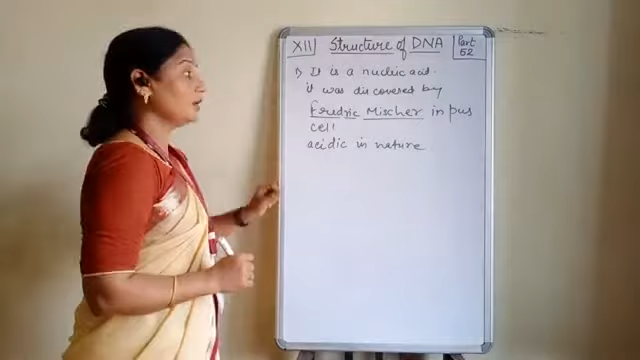 XII Structure of DNA Part 52
1) It is a nucleic acid.
it was discovered by
Fredric Mischer in pus
cell
acidic in nature